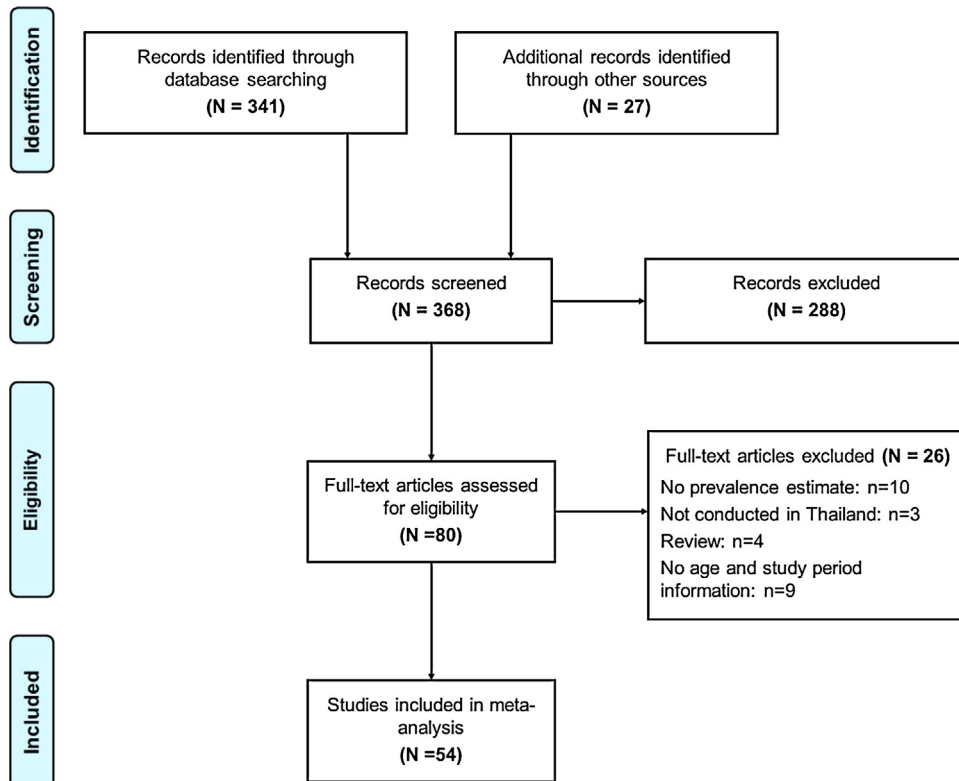 Identification
Records identified through
database searching
(N = 341)
Additional records identified
through other sources
(N = 27)
Screening
Records screened
(N = 368)
Records excluded
(N = 288)
Eligibility
Full-text articles assessed
for eligibility
(N =80)
Full-text articles excluded (N = 26)
No prevalence estimate: n=10
Not conducted in Thailand: n=3
Review: n=4
No age and study period
information: n=9
Included
Studies included in meta-
analysis
(N =54)